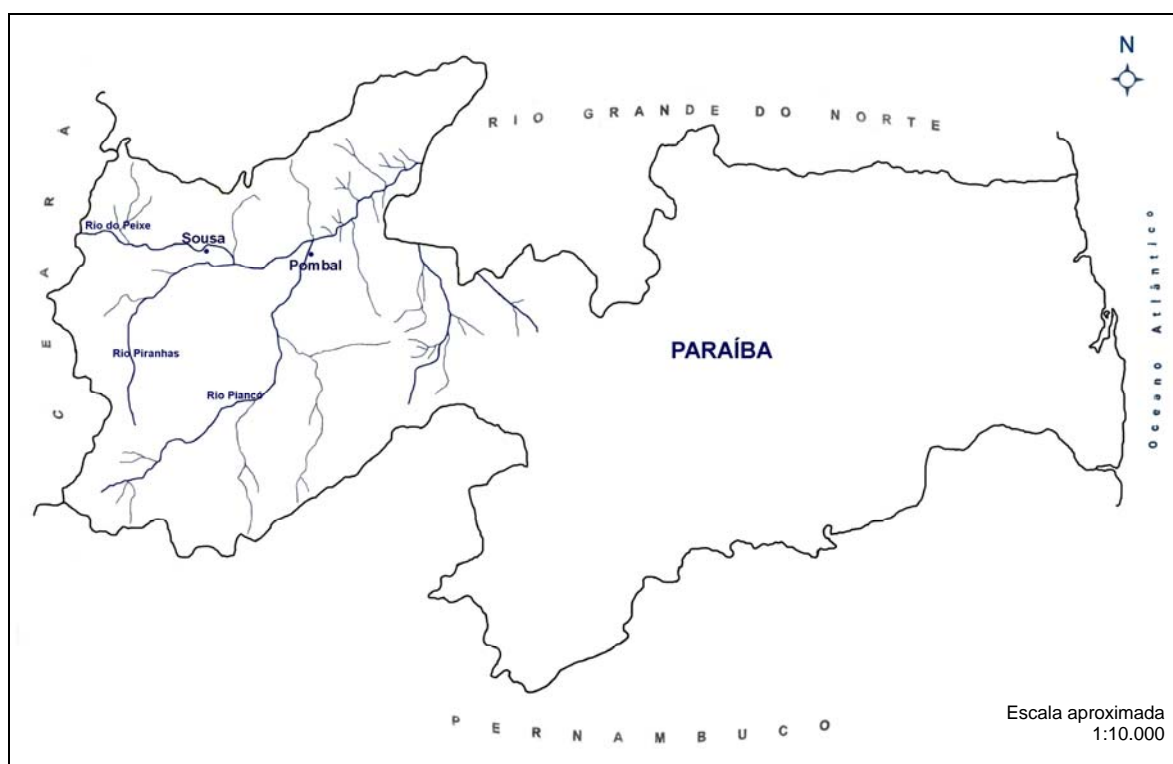 N
RIO GRANDE DO NORTE
CEARÁ
Rio do Peixe
Sousa
Pombal
Oceano Atlântico
PARAÍBA
Rio Piranhas
Rio Piancó
PERNAMBUCO
Escala aproximada
1:10.000